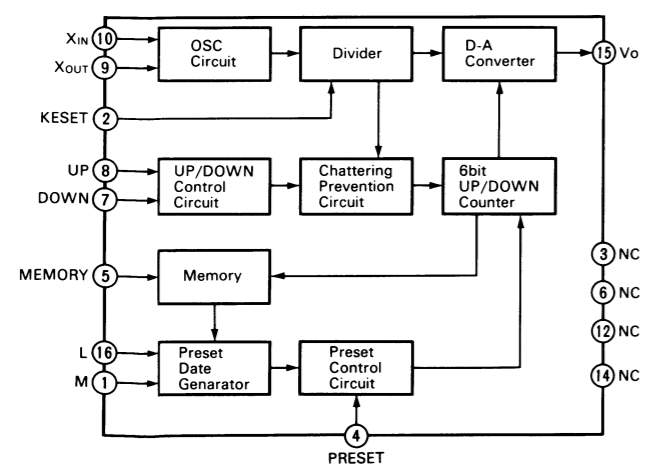 XIN 10
OSC
Circuit
Divider
D-A
Converter
15 Vo
XOUT 9
KESET 2
UP 8
DOWN 7
UP/DOWN
Control
Circuit
Chattering
Prevention
Circuit
6bit
UP/DOWN
Counter
3 NC
MEMORY 5
Memory
6 NC
12 NC
L 16
M 1
Preset
Date
Genarator
Preset
Control
Circuit
14 NC
4
PRESET